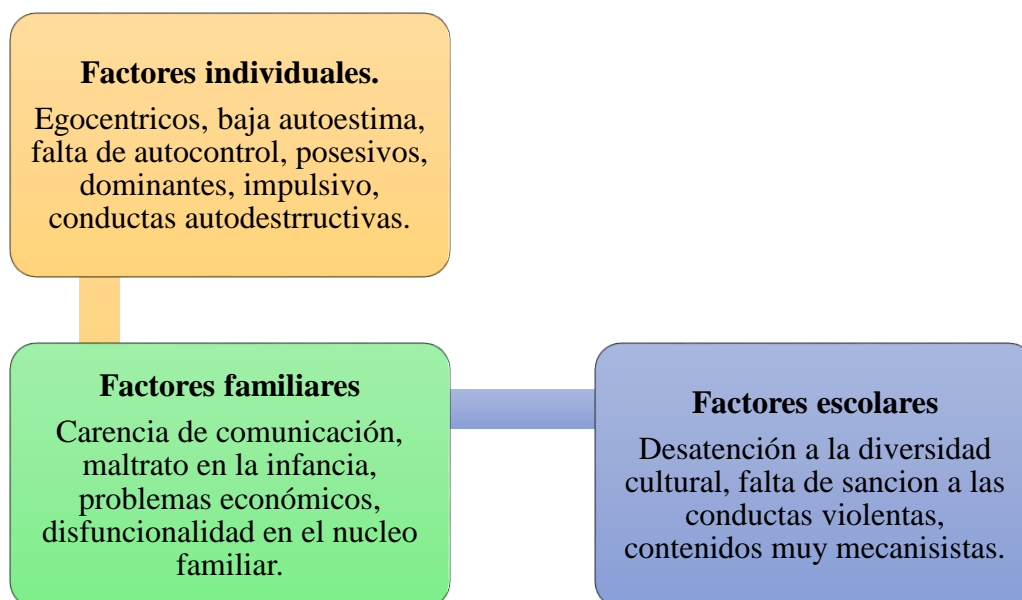 Factores individuales.
Egocentricos, baja autoestima,
falta de autocontrol, posesivos,
dominantes, impulsivo,
conductas autodestrructivas.
Factores familiares
Carencia de comunicación,
maltrato en la infancia,
problemas económicos,
disfuncionalidad en el nucleo
familiar.
Factores escolares
Desatención a la diversidad
cultural, falta de sancion a las
conductas violentas,
contenidos muy mecanisistas.